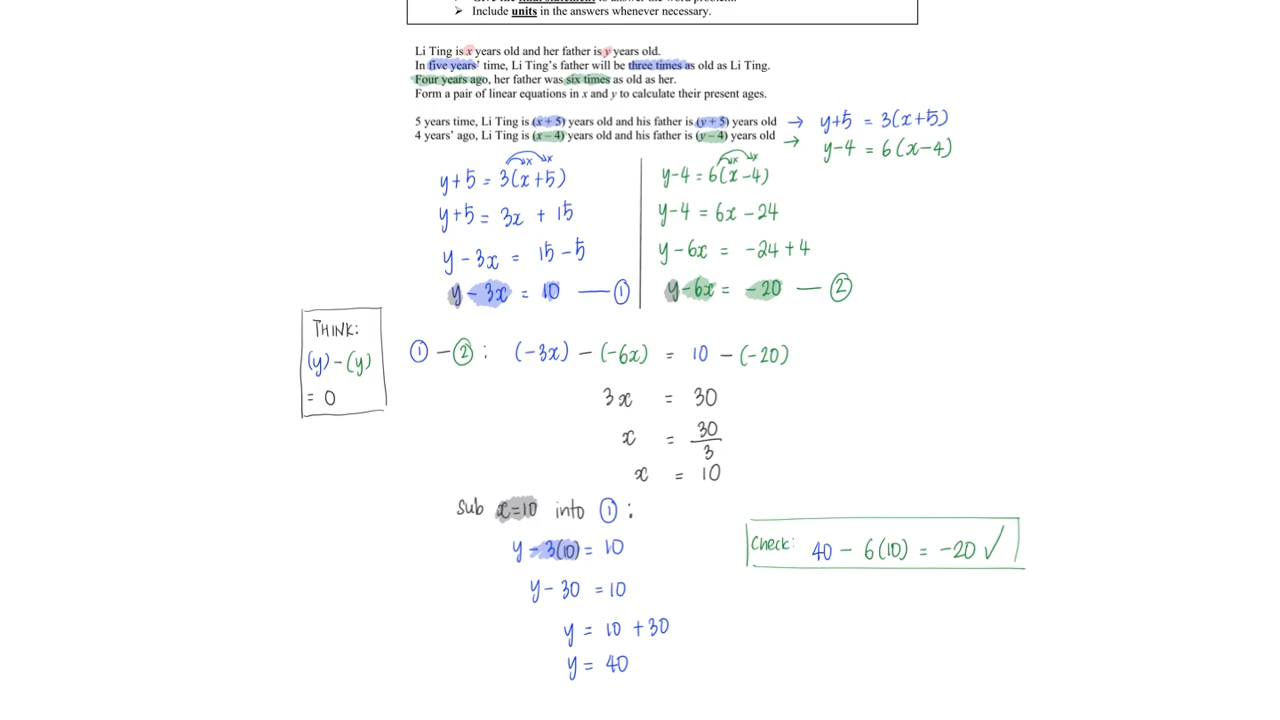 ➢ Include units in the answers whenever necessary.
Li Ting is x years old and her father is y years old.
In five years' time, Li Ting's father will be three times as old as Li Ting.
Four years ago, her father was six times as old as her.
Form a pair of linear equations in x and y to calculate their present ages.
5 years time, Li Ting is (x + 5) years old and his father is (y + 5) years old → y+5 = 3(x+5)
4 years' ago, Li Ting is (x – 4) years old and his father is (y – 4) years old → y-4 = 6(x-4)
y+5 = 3(x+5)
y+5 = 3x + 15
y - 3x = 15 - 5
y - 3x = 10 — ①
y-4 = 6(x-4)
y-4 = 6x - 24
y-6x = -24+4
y-6x = -20 — ②
THINK:
(y) - (y)
= 0
① - ② : (-3x) - (-6x) = 10 - (-20)
3x = 30
x = 30/3
x = 10
Sub x=10 into ① :
y - 3(10) = 10
y - 30 = 10
y = 10 + 30
y = 40
Check: 40 - 6(10) = -20 ✓